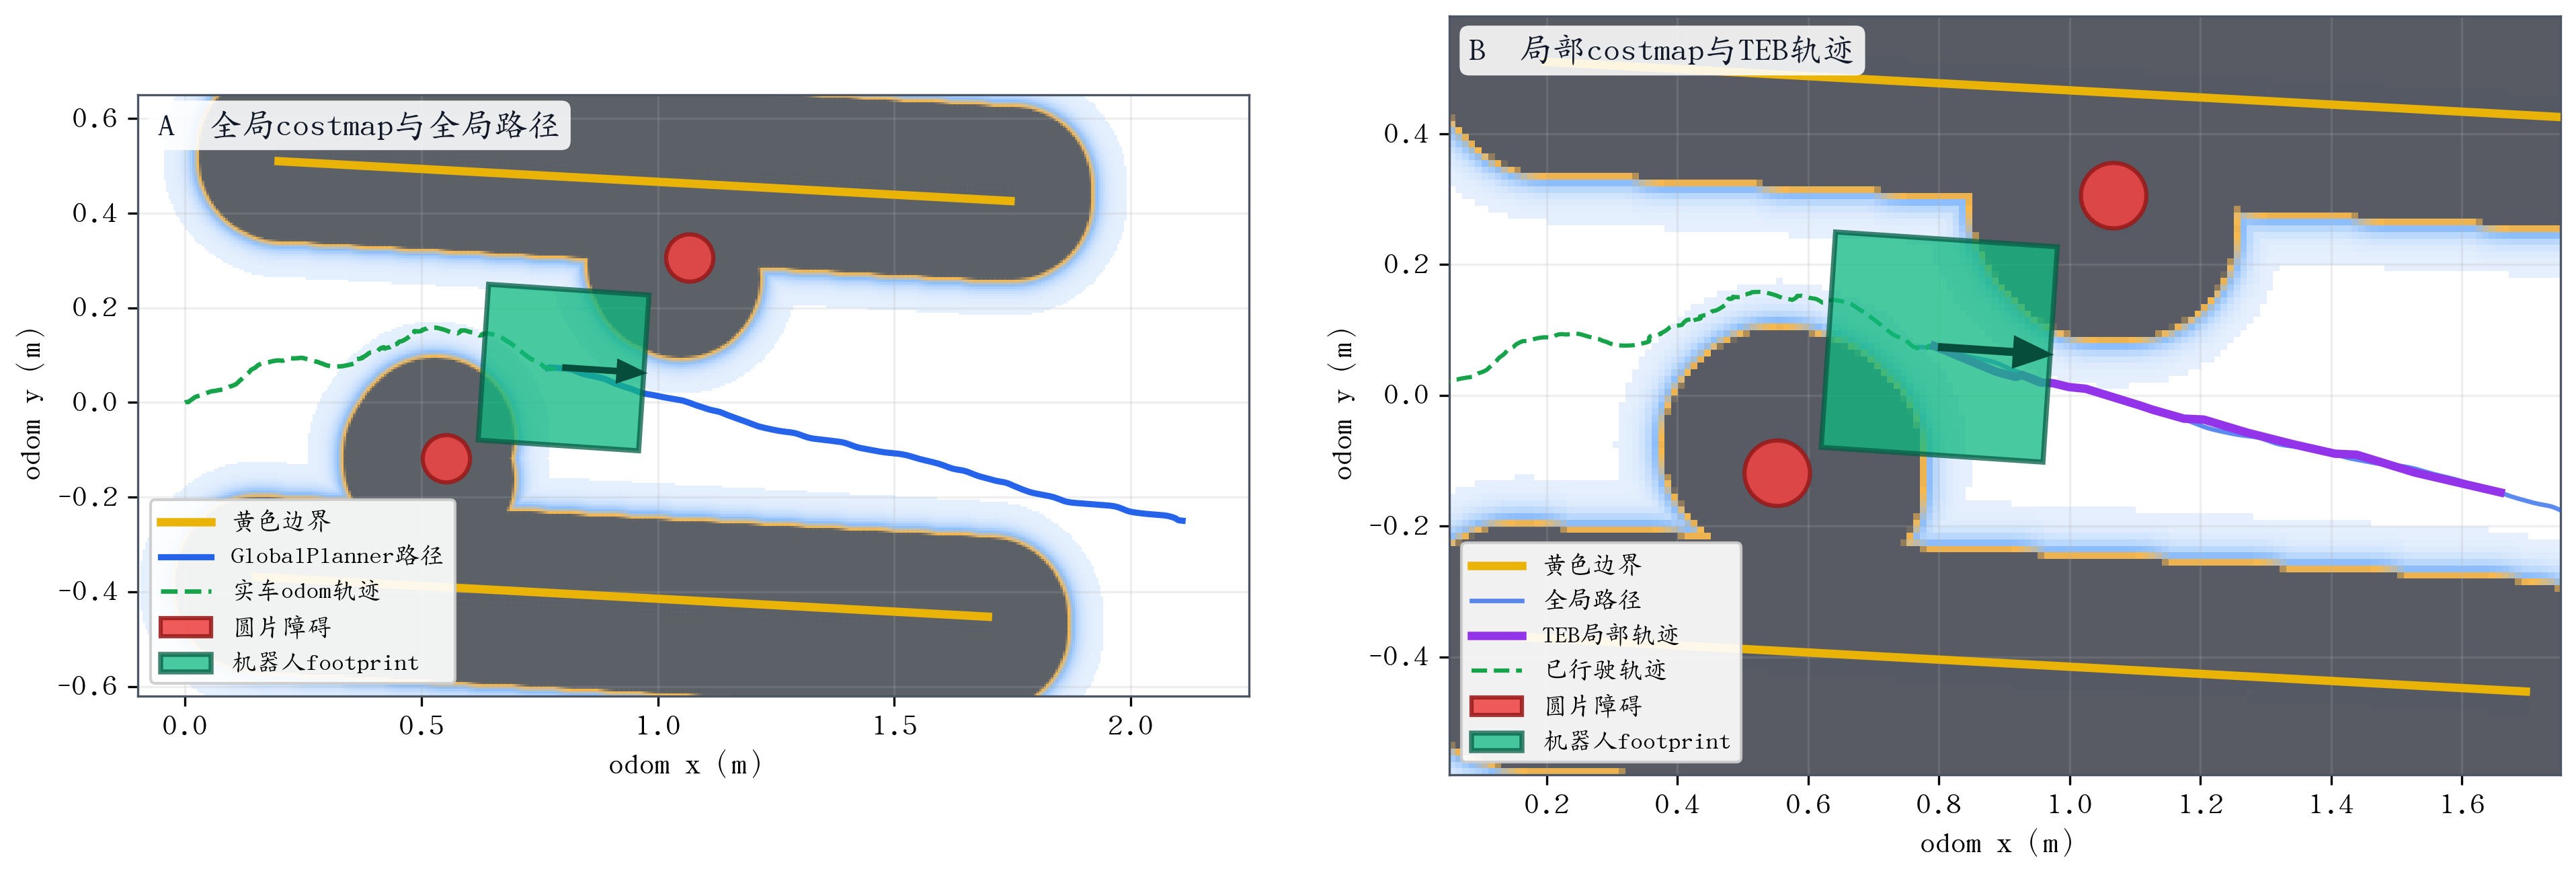 A 全局costmap与全局路径
odom y (m)
0.6
0.4
0.2
0.0
-0.2
-0.4
-0.6
黄色边界
GlobalPlanner路径
实车odom轨迹
圆片障碍
机器人footprint
0.0 0.5 1.0 1.5 2.0
odom x (m)
B 局部costmap与TEB轨迹
odom y (m)
0.4
0.2
0.0
-0.2
-0.4
黄色边界
全局路径
TEB局部轨迹
已行驶轨迹
圆片障碍
机器人footprint
0.2 0.4 0.6 0.8 1.0 1.2 1.4 1.6
odom x (m)